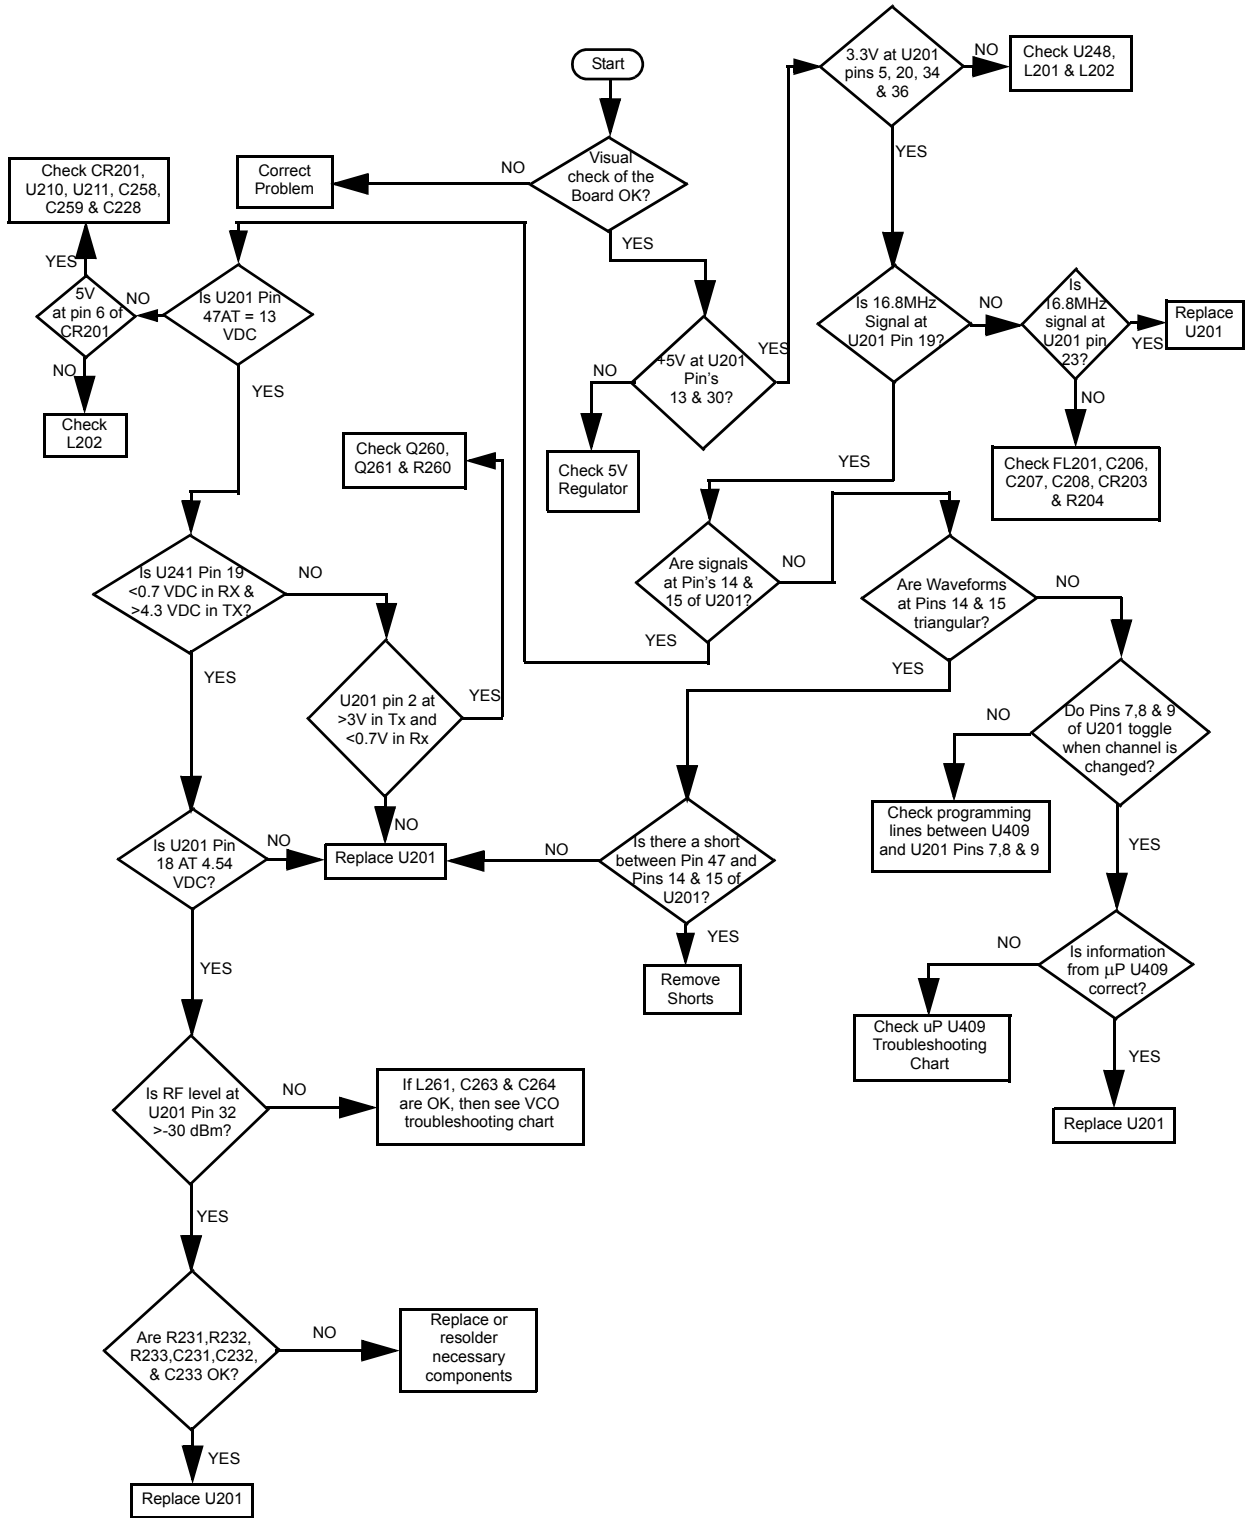 Start
Visual
check of the
Board OK?
NO
Correct
Problem
YES
+5V at U201
Pin's
13 & 30?
NO
Check 5V
Regulator
YES
3.3V at U201
pins 5, 20, 34
& 36
NO
Check U248,
L201 & L202
YES
Is 16.8MHz
Signal at
U201 Pin 19?
NO
Is
16.8MHz
signal at
U201 pin
23?
YES
Replace
U201
NO
Check FL201, C206,
C207, C208, CR203
& R204
YES
Are signals
at Pin's 14 &
15 of U201?
NO
Are Waveforms
at Pins 14 & 15
triangular?
NO
Do Pins 7,8 & 9
of U201 toggle
when channel is
changed?
NO
Check programming
lines between U409
and U201 Pins 7,8 & 9
YES
Is information
from µP U409
correct?
NO
Check uP U409
Troubleshooting
Chart
YES
Replace U201
YES
Is there a short
between Pin 47 and
Pins 14 & 15 of
U201?
NO
Replace U201
YES
Remove
Shorts
YES
Is U201 Pin
47AT = 13
VDC
NO
5V
at pin 6 of
CR201
YES
Check CR201,
U210, U211, C258,
C259 & C228
NO
Check
L202
YES
Is U241 Pin 19
<0.7 VDC in RX &
>4.3 VDC in TX?
NO
U201 pin 2 at
>3V in Tx and
<0.7V in Rx
YES
Check Q260,
Q261 & R260
NO
YES
Is U201 Pin
18 AT 4.54
VDC?
NO
YES
Is RF level at
U201 Pin 32
>-30 dBm?
NO
If L261, C263 & C264
are OK, then see VCO
troubleshooting chart
YES
Are R231,R232,
R233,C231,C232,
& C233 OK?
NO
Replace or
resolder
necessary
components
YES
Replace U201